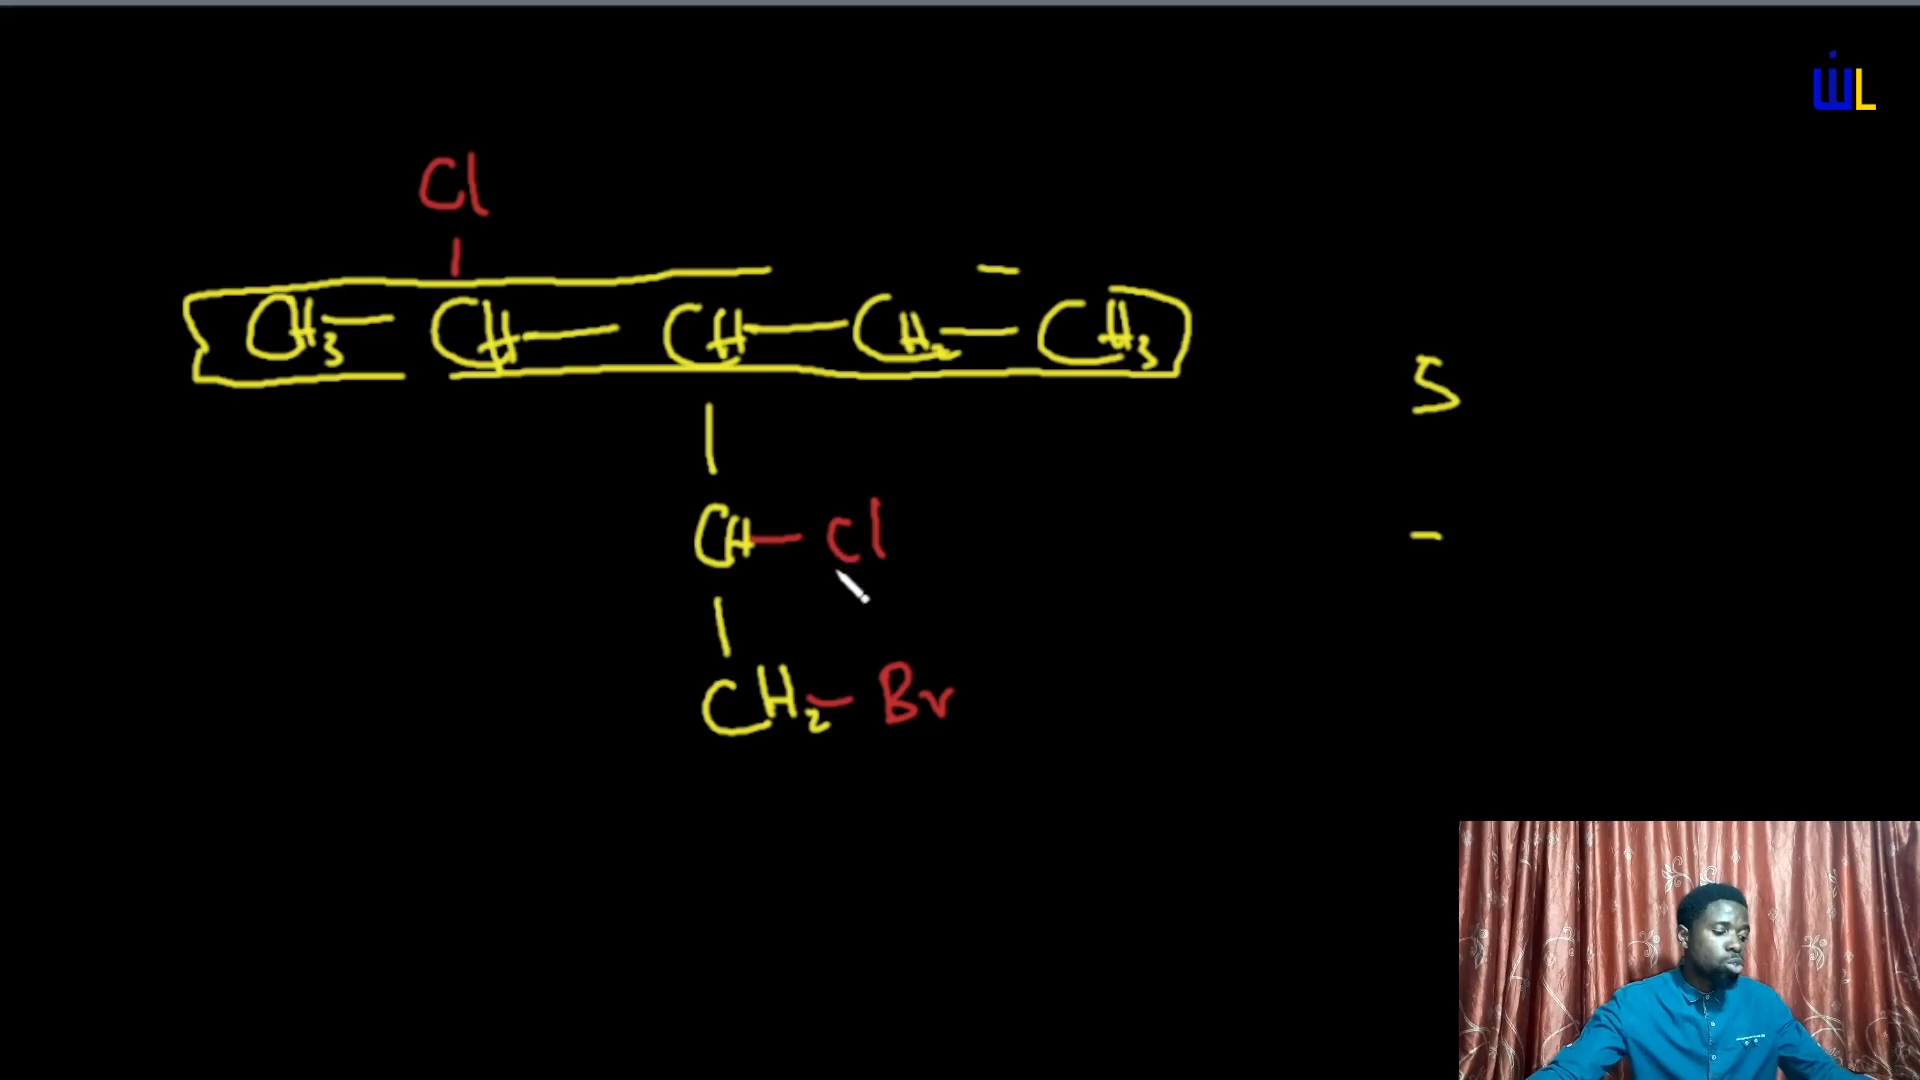 WL
Cl
CH3 — CH — CH — CH2 — CH3
5
CH — Cl
-
CH2 — Br